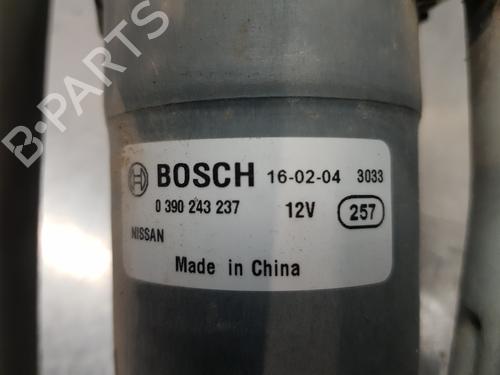 B-PARTS
BOSCH 16-02-04 3033
0 390 243 237 12V 257
NISSAN
Made in China